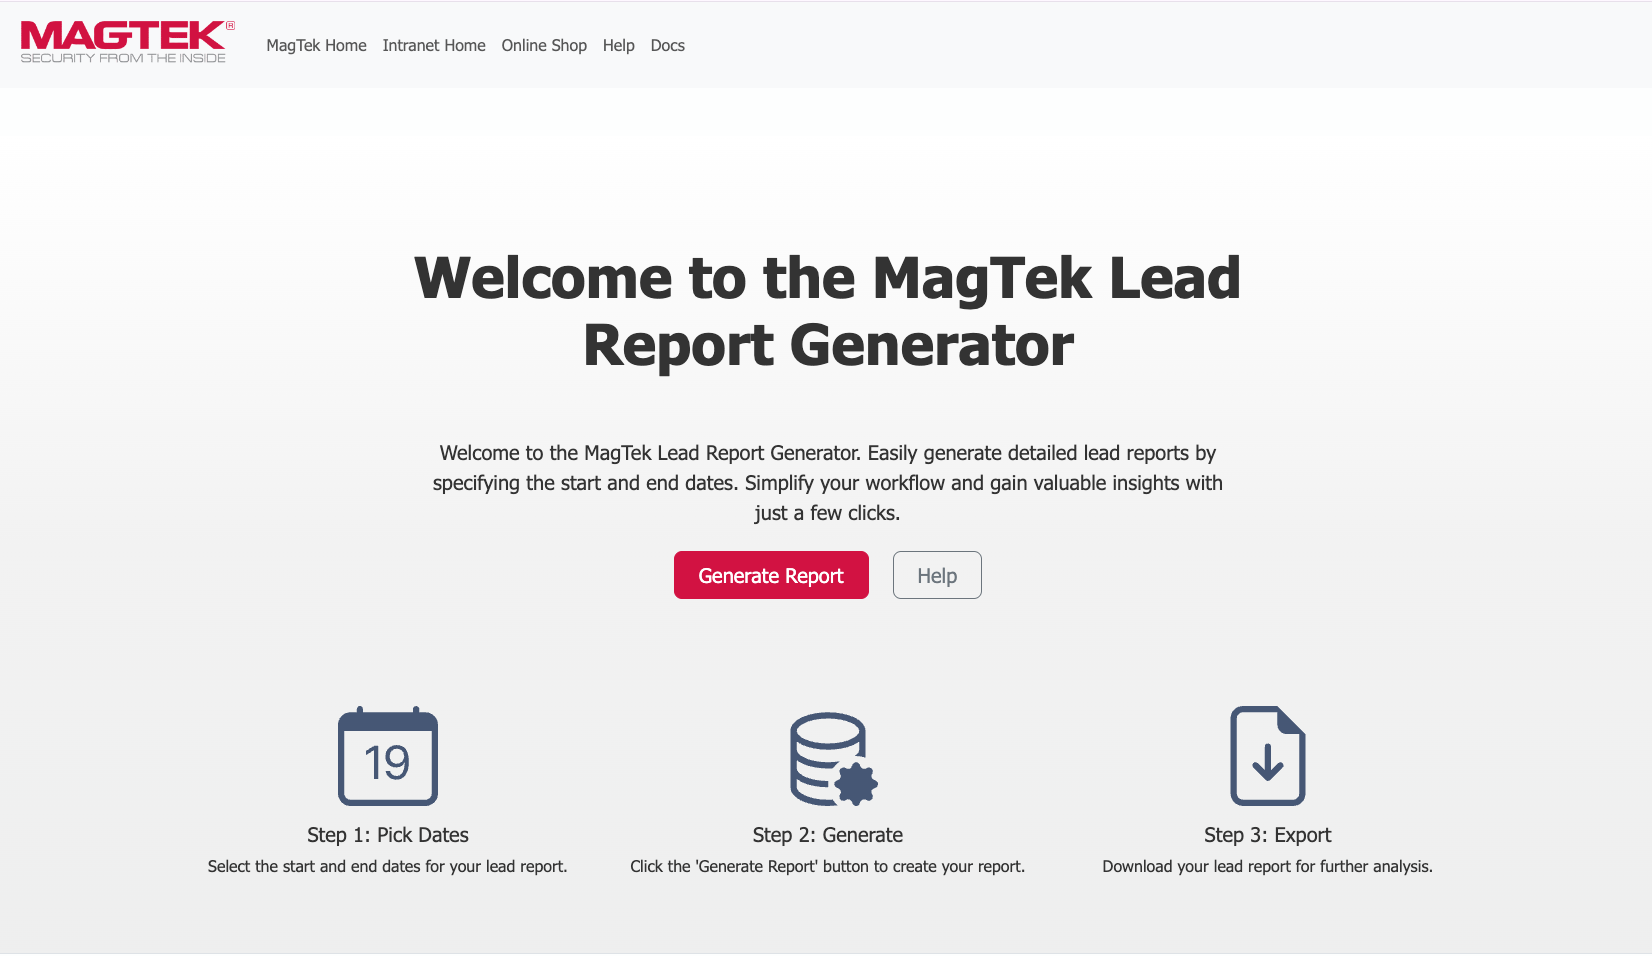 MAGTEK®
SECURITY FROM THE INSIDE
MagTek Home Intranet Home Online Shop Help Docs
Welcome to the MagTek Lead
Report Generator
Welcome to the MagTek Lead Report Generator. Easily generate detailed lead reports by
specifying the start and end dates. Simplify your workflow and gain valuable insights with
just a few clicks.
Generate Report Help
19
Step 1: Pick Dates
Select the start and end dates for your lead report.
Step 2: Generate
Click the 'Generate Report' button to create your report.
Step 3: Export
Download your lead report for further analysis.